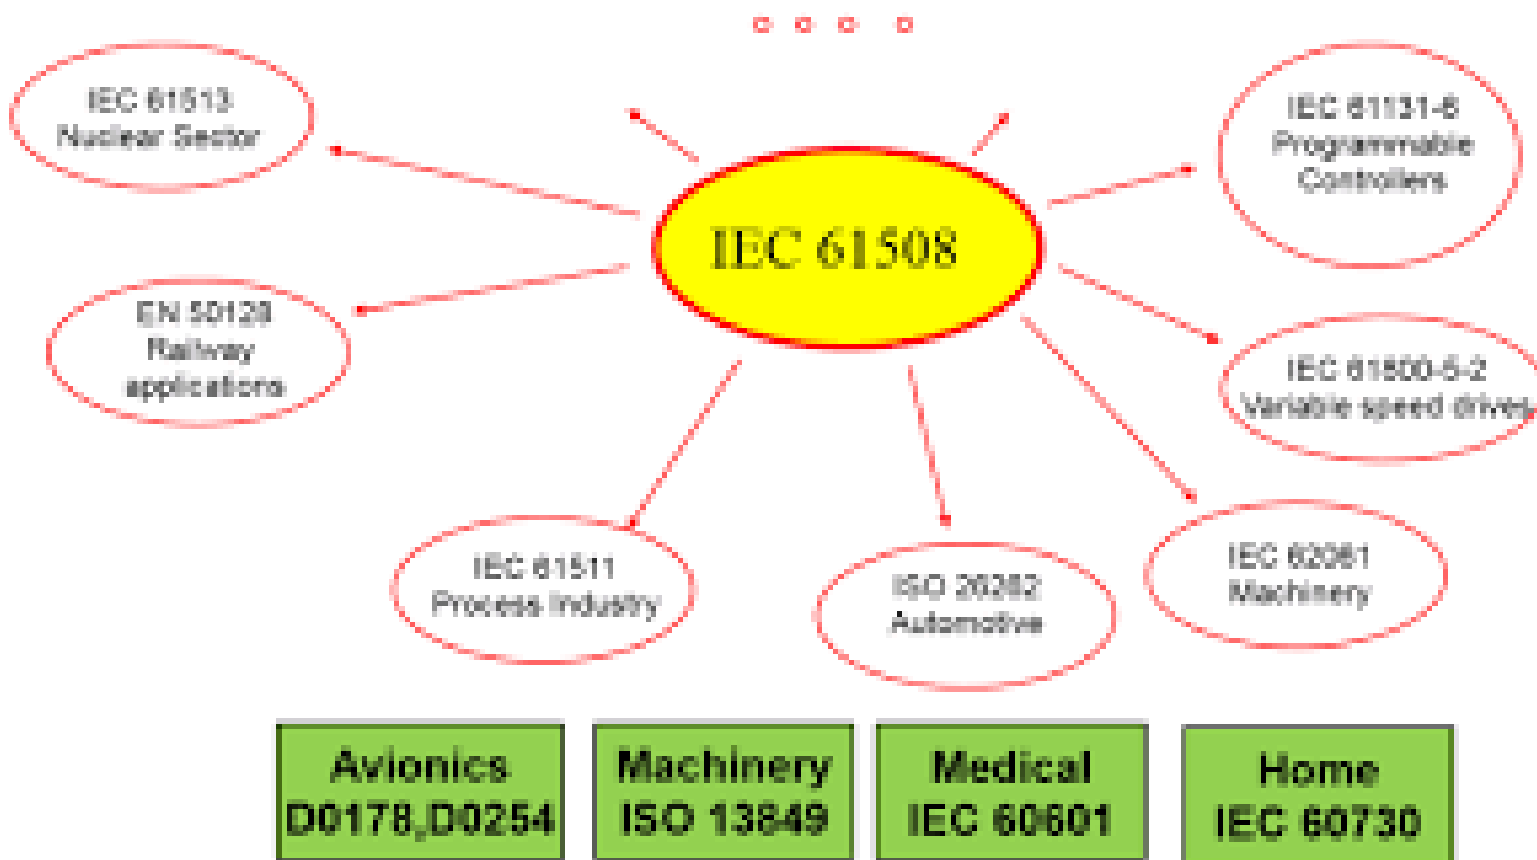 IEC 61513
Nuclear Sector
IEC 61131-6
Programmable
Controllers
IEC 61508
EN 50128
Railway
applications
IEC 61800-5-2
Variable speed drives
IEC 61511
Process Industry
ISO 26262
Automotive
IEC 62061
Machinery
Avionics
D0178,D0254
Machinery
ISO 13849
Medical
IEC 60601
Home
IEC 60730